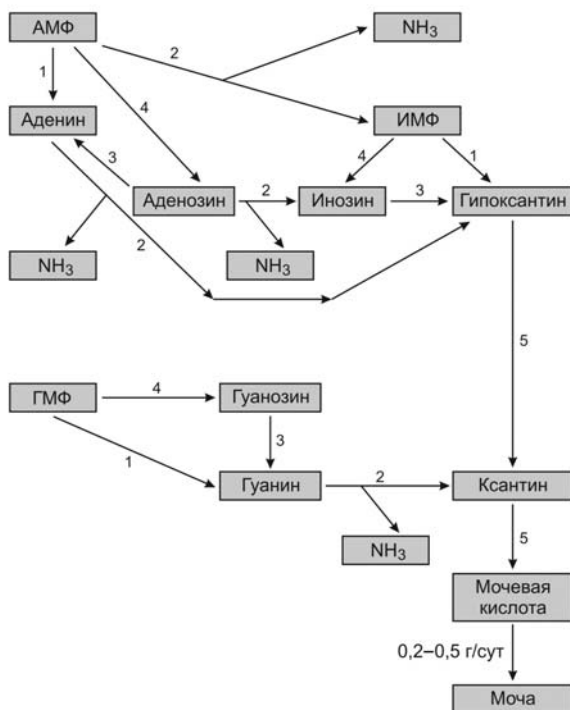 АМФ
NH3
1
2
4
Аденин
ИМФ
3
4
1
Аденозин
2
Инозин
3
Гипоксантин
NH3
2
NH3
5
ГМФ
4
Гуанозин
1
3
Гуанин
2
Ксантин
NH3
5
Мочевая
кислота
0,2–0,5 г/сут
Моча